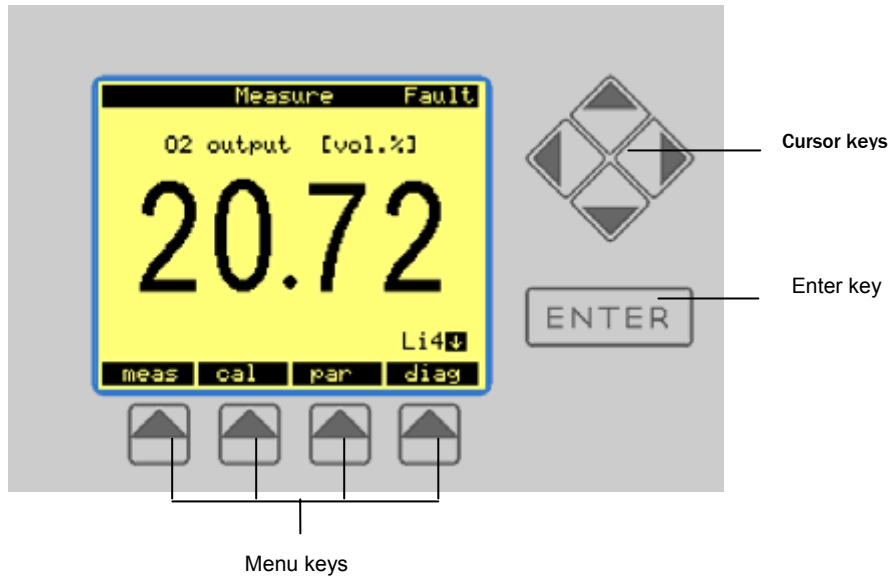 Measure Fault
O2 output [vol.%]
20.72
Li4
meas cal par diag
Cursor keys
Enter key
ENTER
Menu keys